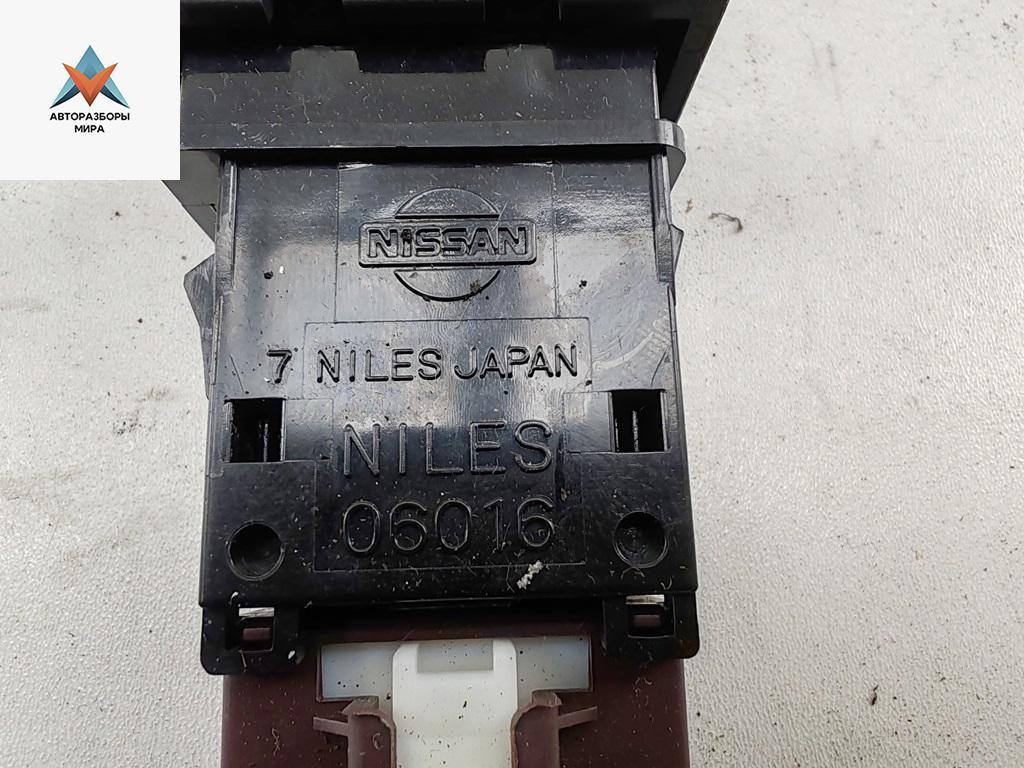 АВТОРАЗБОРЫ
МИРА
NISSAN
7 NILES JAPAN
NILES
06016